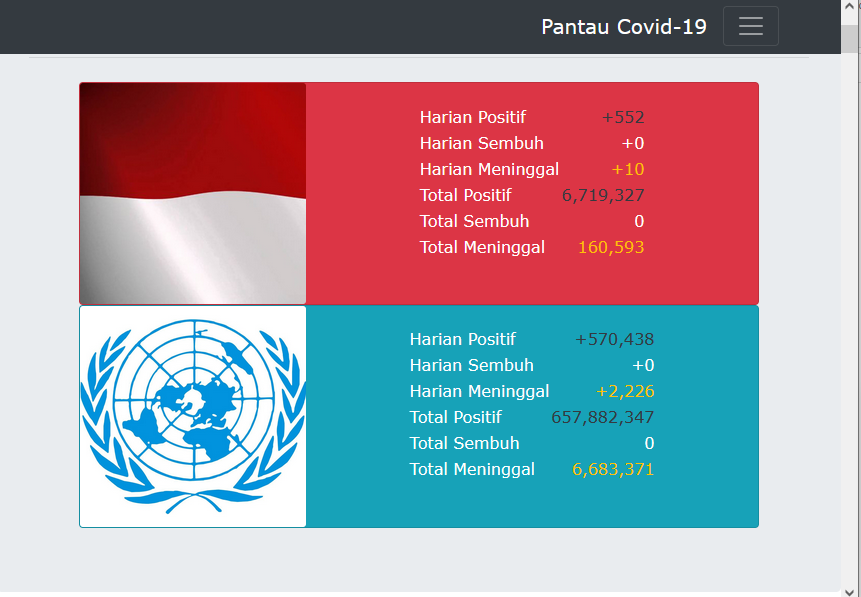 Pantau Covid-19
Harian Positif +552
Harian Sembuh +0
Harian Meninggal +10
Total Positif 6,719,327
Total Sembuh 0
Total Meninggal 160,593
Harian Positif +570,438
Harian Sembuh +0
Harian Meninggal +2,226
Total Positif 657,882,347
Total Sembuh 0
Total Meninggal 6,683,371